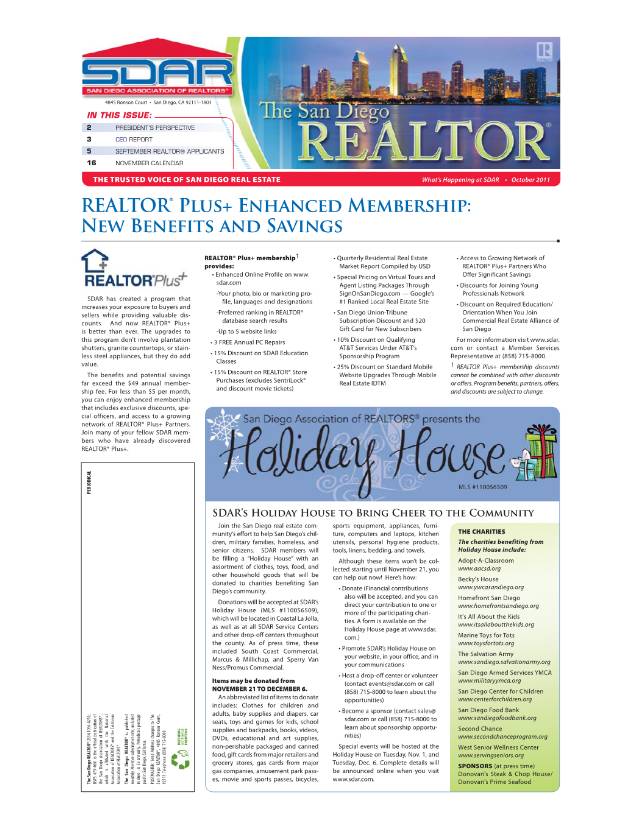 SDAR
SAN DIEGO ASSOCIATION OF REALTORS®
4845 Ronson Court • San Diego, CA 92111-1803
IN THIS ISSUE:
2 PRESIDENT'S PERSPECTIVE
3 CEO REPORT
5 SEPTEMBER REALTOR® APPLICANTS
16 NOVEMBER CALENDAR
The San Diego
REALTOR®
THE TRUSTED VOICE OF SAN DIEGO REAL ESTATE
What's Happening at SDAR • October 2011
REALTOR® PLUS+ ENHANCED MEMBERSHIP:
NEW BENEFITS AND SAVINGS
REALTOR®Plus+
SDAR has created a program that
increases your exposure to buyers and
sellers while providing valuable dis-
counts. And now REALTOR® Plus+
is better than ever. The upgrades to
this program don't involve plantation
shutters, granite countertops, or stain-
less steel appliances, but they do add
value.
The benefits and potential savings
far exceed the $49 annual member-
ship fee. For less than $5 per month,
you can enjoy enhanced membership
that includes exclusive discounts, spe-
cial officers, and access to a growing
network of REALTOR® Plus+ Partners.
Join many of your fellow SDAR mem-
bers who have already discovered
REALTOR® Plus+.
REALTOR® Plus+ membership†
provides:
• Enhanced Online Profile on www.
sdar.com
-Your photo, bio or marketing pro-
file, languages and designations
-Preferred ranking in REALTOR®
database search results
-Up to 5 website links
• 3 FREE Annual PC Repairs
• 15% Discount on SDAR Education
Classes
• 15% Discount on REALTOR® Store
Purchases (excludes SentriLock®
and discount movie tickets)
• Quarterly Residential Real Estate
Market Report Compiled by USD
• Special Pricing on Virtual Tours and
Agent Listing Packages Through
SignOnSanDiego.com — Google's
#1 Ranked Local Real Estate Site
• San Diego Union-Tribune
Subscription Discount and $20
Gift Card for New Subscribers
• 10% Discount on Qualifying
AT&T Services Under AT&T's
Sponsorship Program
• 25% Discount on Standard Mobile
Website Upgrades Through Mobile
Real Estate IDTM
• Access to Growing Network of
REALTOR® Plus+ Partners Who
Offer Significant Savings
• Discounts for Joining Young
Professionals Network
• Discount on Required Education/
Orientation When You Join
Commercial Real Estate Alliance of
San Diego
For more information visit www.sdar.
com or contact a Member Services
Representative at (858) 715-8000
† REALTOR Plus+ membership discounts
cannot be combined with other discounts
or offers. Program benefits, partners, offers,
and discounts are subject to change.
PERIODICAL
San Diego Association of REALTORS® presents the
Holiday House
MLS #110056509
SDAR'S HOLIDAY HOUSE TO BRING CHEER TO THE COMMUNITY
Join the San Diego real estate com-
munity's effort to help San Diego's chil-
dren, military families, homeless, and
senior citizens. SDAR members will
be filling a "Holiday House" with an
assortment of clothes, toys, food, and
other household goods that will be
donated to charities benefiting San
Diego's community.
Donations will be accepted at SDAR's
Holiday House (MLS #110056509),
which will be located in Coastal La Jolla,
as well as at all SDAR Service Centers
and other drop-off centers throughout
the county. As of press time, these
included South Coast Commercial,
Marcus & Millichap, and Sperry Van
Ness/Promus Commercial.
Items may be donated from
NOVEMBER 21 TO DECEMBER 6.
An abbreviated list of items to donate
includes: Clothes for children and
adults, baby supplies and diapers, car
seats, toys and games for kids, school
supplies and backpacks, books, videos,
DVDs, educational and art supplies,
non-perishable packaged and canned
food, gift cards from major retailers and
grocery stores, gas cards from major
gas companies, amusement park pass-
es, movie and sports passes, bicycles,
sports equipment, appliances, furni-
ture, computers and laptops, kitchen
utensils, personal hygiene products,
tools, linens, bedding, and towels.
Although these items won't be col-
lected starting until November 21, you
can help out now! Here's how:
• Donate (Financial contributions
also will be accepted, and you can
direct your contribution to one or
more of the participating chari-
ties. A form is available on the
Holiday House page at www.sdar.
com.)
• Promote SDAR's Holiday House on
your website, in your office, and in
your communications
• Host a drop-off center or volunteer
(contact events@sdar.com or call
(858) 715-8000 to learn about the
opportunities)
• Become a sponsor (contact sales@
sdar.com or call (858) 715-8000 to
learn about sponsorship opportu-
nities)
Special events will be hosted at the
Holiday House on Tuesday, Nov. 1, and
Tuesday, Dec. 6. Complete details will
be announced online when you visit
www.sdar.com.
THE CHARITIES
The charities benefiting from
Holiday House include:
Adopt-A-Classroom
www.aacsd.org
Becky's House
www.ywcasandiego.org
Homefront San Diego
www.homefrontsandiego.org
It's All About the Kids
www.itsallaboutthekids.org
Marine Toys for Tots
www.toysfortots.org
The Salvation Army
www.sandiego.salvationarmy.org
San Diego Armed Services YMCA
www.militaryymca.org
San Diego Center for Children
www.centerforchildren.org
San Diego Food Bank
www.sandiegofoodbank.org
Second Chance
www.secondchanceprogram.org
West Senior Wellness Center
www.servingseniors.org
SPONSORS (at press time)
Donovan's Steak & Chop House/
Donovan's Prime Seafood